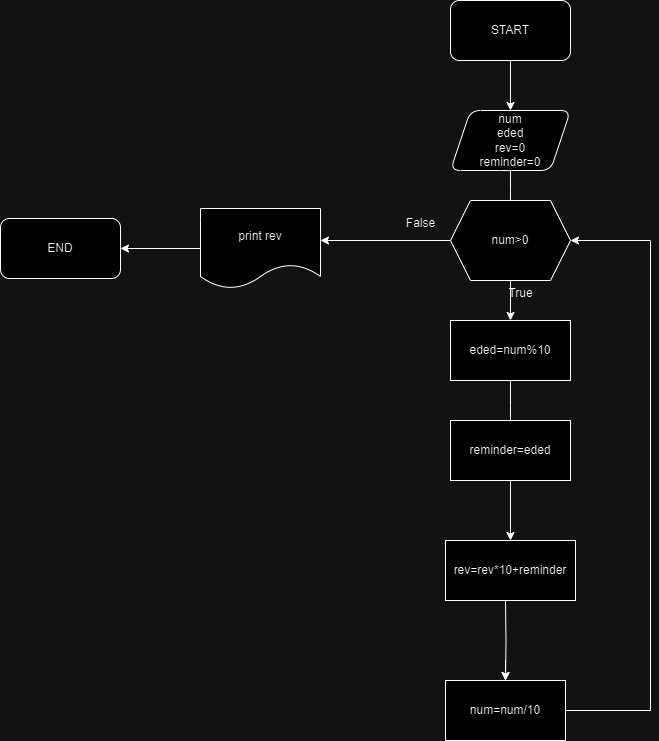 START
num
eded
rev=0
reminder=0
False
num>0
print rev
END
True
eded=num%10
reminder=eded
rev=rev*10+reminder
num=num/10